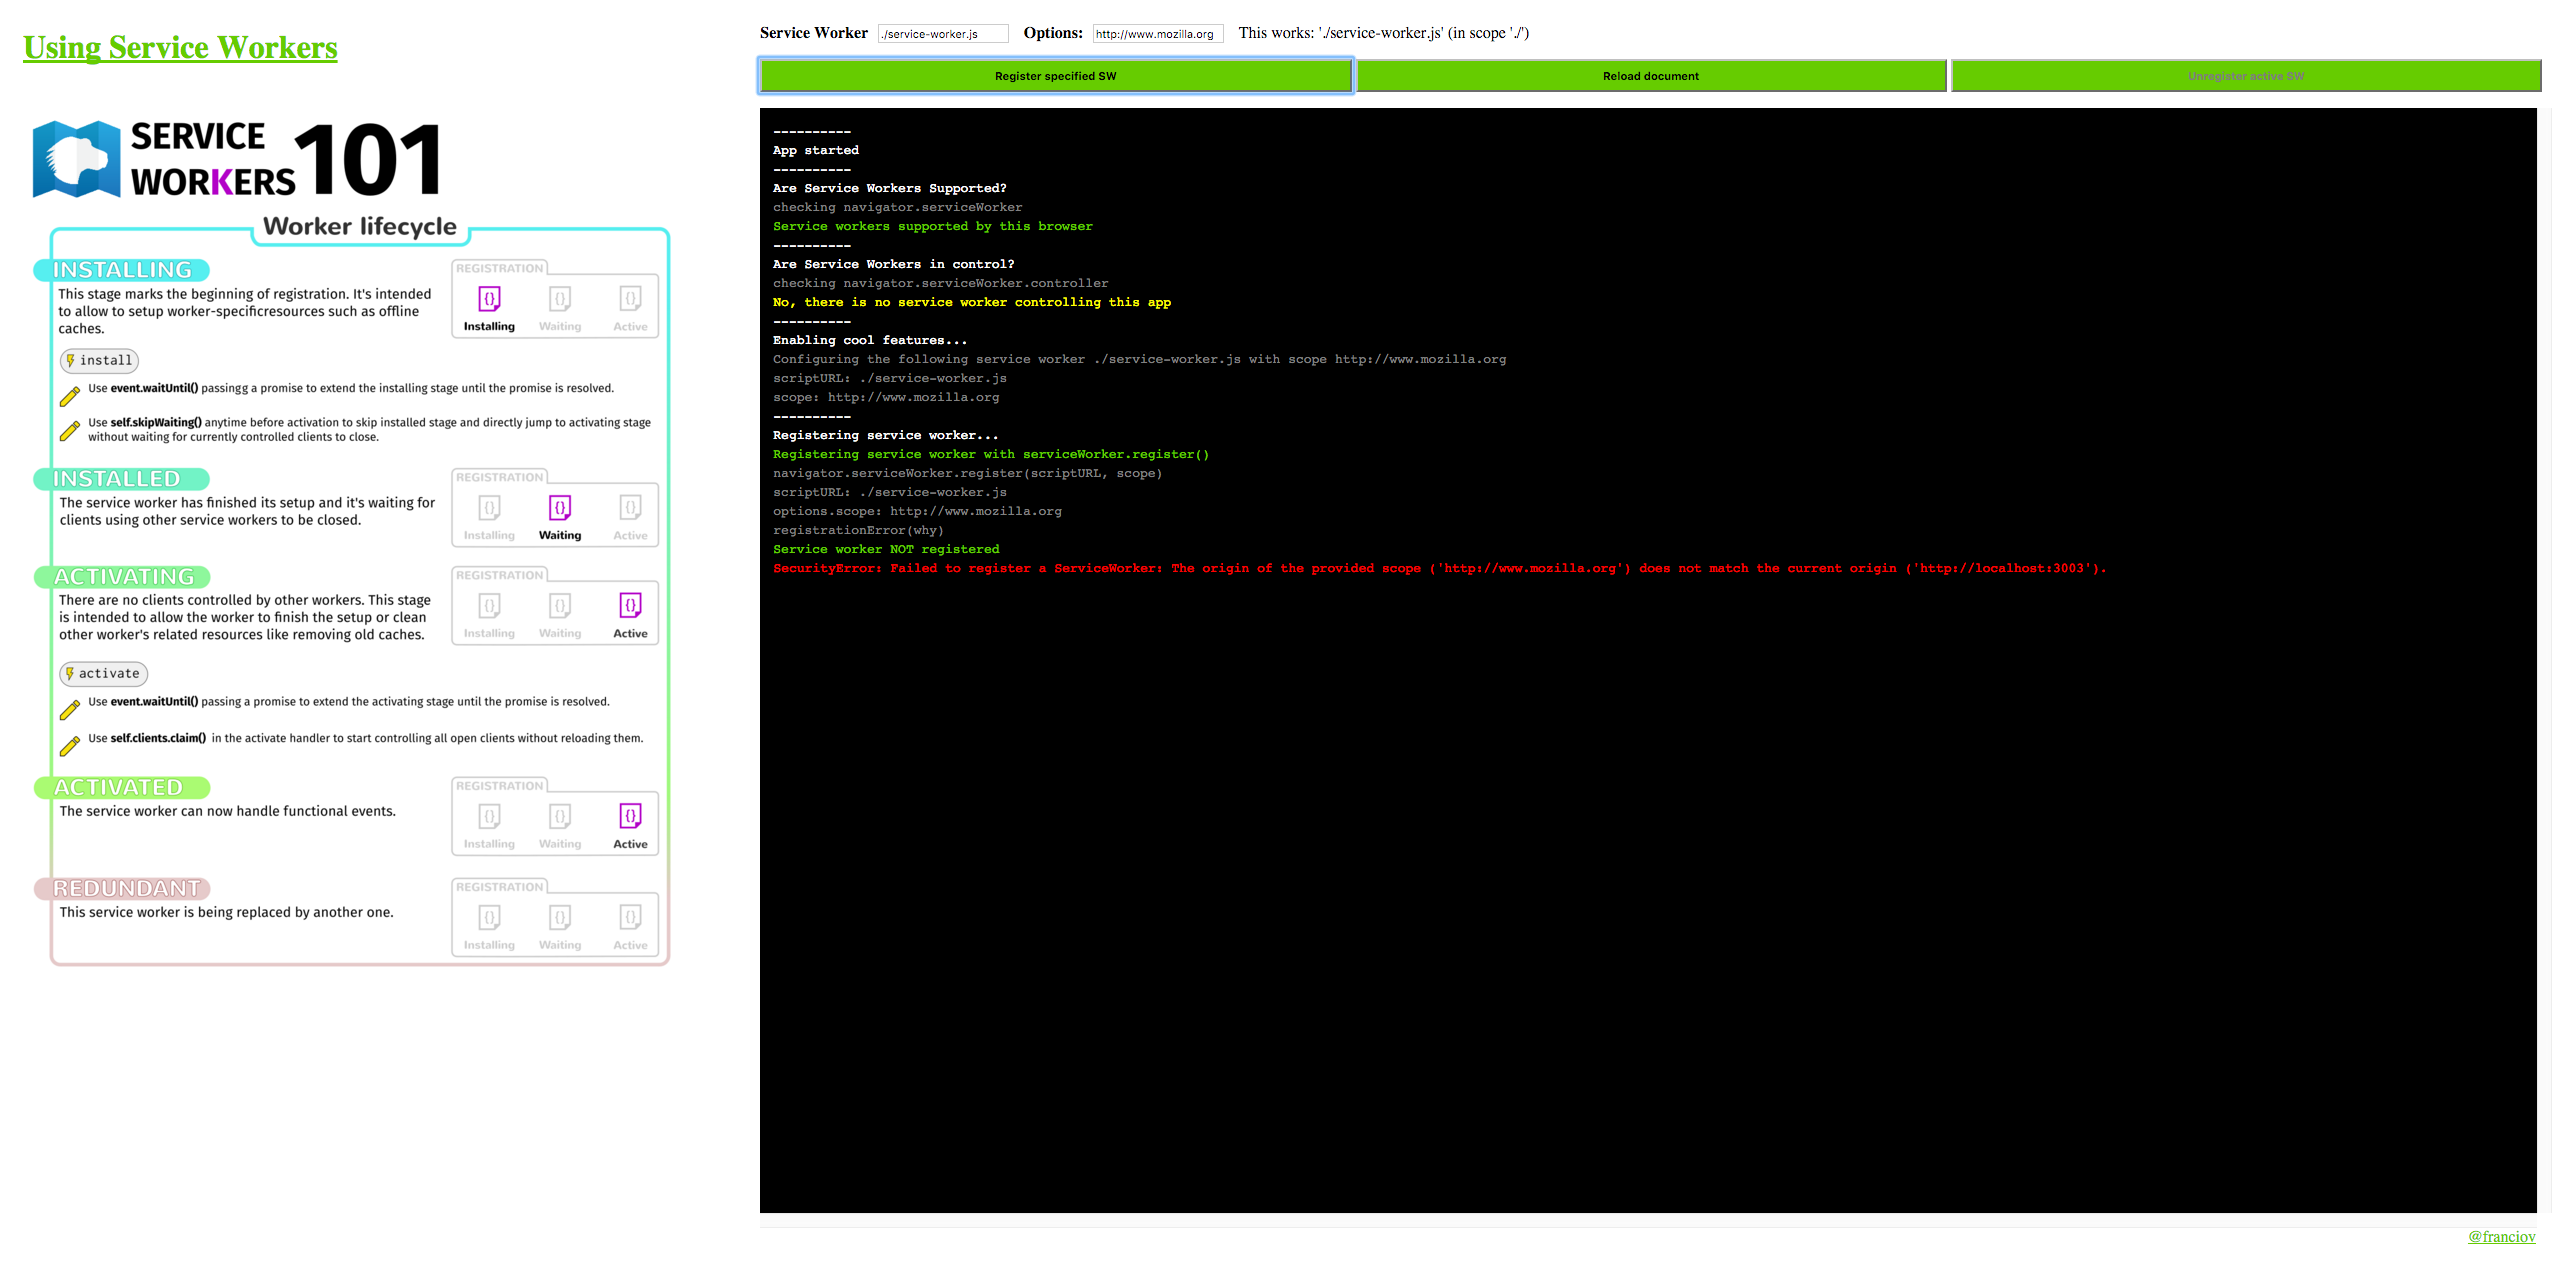 Using Service Workers
SERVICE
WORKERS 101
Worker lifecycle
INSTALLING
This stage marks the beginning of registration. It's intended
to allow to setup worker-specificresources such as offline
caches.
REGISTRATION
Installing Waiting Active
install
Use event.waitUntil() passingg a promise to extend the installing stage until the promise is resolved.
Use self.skipWaiting() anytime before activation to skip installed stage and directly jump to activating stage
without waiting for currently controlled clients to close.
INSTALLED
The service worker has finished its setup and it's waiting for
clients using other service workers to be closed.
REGISTRATION
Installing Waiting Active
ACTIVATING
There are no clients controlled by other workers. This stage
is intended to allow the worker to finish the setup or clean
other worker's related resources like removing old caches.
REGISTRATION
Installing Waiting Active
activate
Use event.waitUntil() passing a promise to extend the activating stage until the promise is resolved.
Use self.clients.claim() in the activate handler to start controlling all open clients without reloading them.
ACTIVATED
The service worker can now handle functional events.
REGISTRATION
Installing Waiting Active
REDUNDANT
This service worker is being replaced by another one.
REGISTRATION
Installing Waiting Active
Service Worker ./service-worker.js Options: http://www.mozilla.org This works: './service-worker.js' (in scope './')
Register specified SW Reload document Unregister active SW
----------
App started
----------
Are Service Workers Supported?
checking navigator.serviceWorker
Service workers supported by this browser
----------
Are Service Workers in control?
checking navigator.serviceWorker.controller
No, there is no service worker controlling this app
----------
Enabling cool features...
Configuring the following service worker ./service-worker.js with scope http://www.mozilla.org
scriptURL: ./service-worker.js
scope: http://www.mozilla.org
----------
Registering service worker...
Registering service worker with serviceWorker.register()
navigator.serviceWorker.register(scriptURL, scope)
scriptURL: ./service-worker.js
options.scope: http://www.mozilla.org
registrationError(why)
Service worker NOT registered
SecurityError: Failed to register a ServiceWorker: The origin of the provided scope ('http://www.mozilla.org') does not match the current origin ('http://localhost:3003').
@franciov